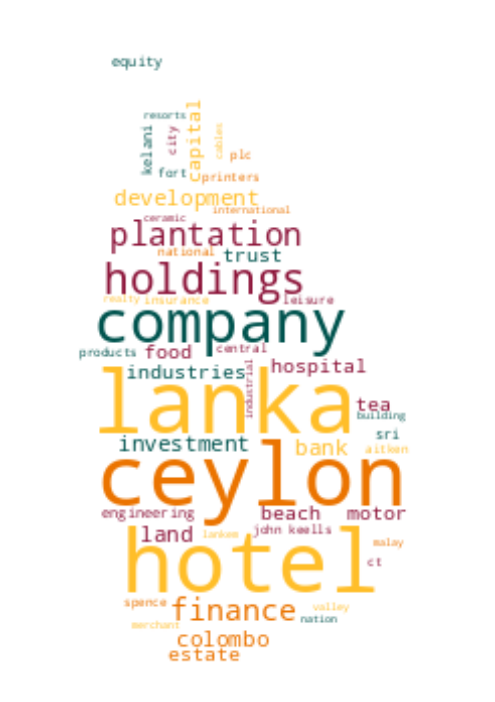 equity
resorts
kelani
city
capital
cables
plc
fort
printers
development
international
ceramic
plantation
national
trust
holdings
realty insurance
leisure
company
products
food
central
industries
industrial
hospital
lanka
tea
building
sri
investment
bank
aitken
ceylon
engineering
beach
motor
land
lankem
john keells
malay
hotel
ct
spence
finance
valley
nation
merchant
colombo
estate